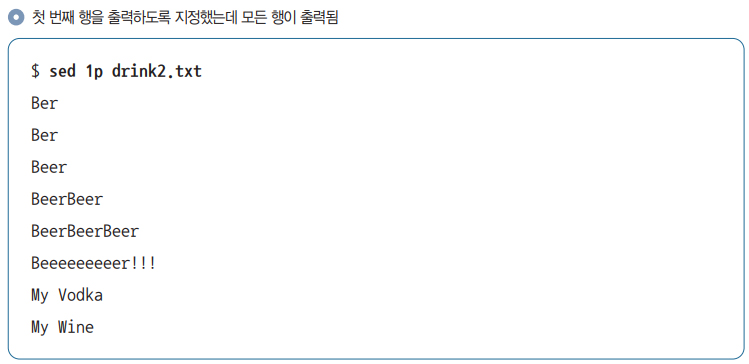 첫 번째 행을 출력하도록 지정했는데 모든 행이 출력됨
$ sed 1p drink2.txt
Ber
Ber
Beer
BeerBeer
BeerBeerBeer
Beeeeeeeeer!!!
My Vodka
My Wine